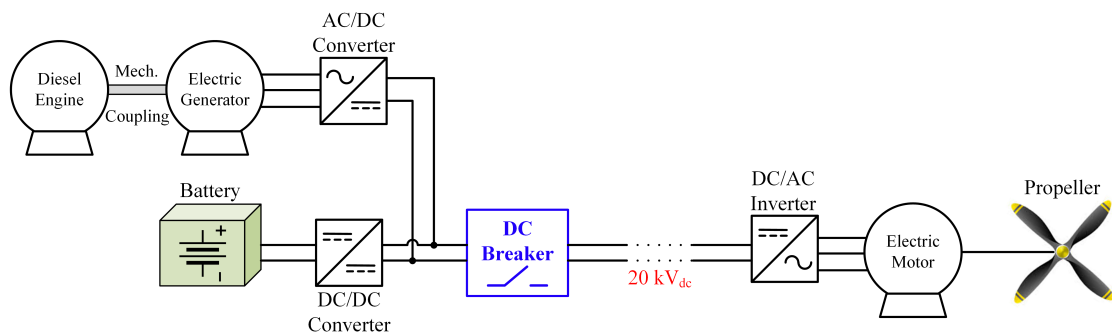 AC/DC
Converter
Diesel
Engine
Mech.
Coupling
Electric
Generator
Battery
+
-
DC/DC
Converter
DC
Breaker
20 kVdc
DC/AC
Inverter
Electric
Motor
Propeller